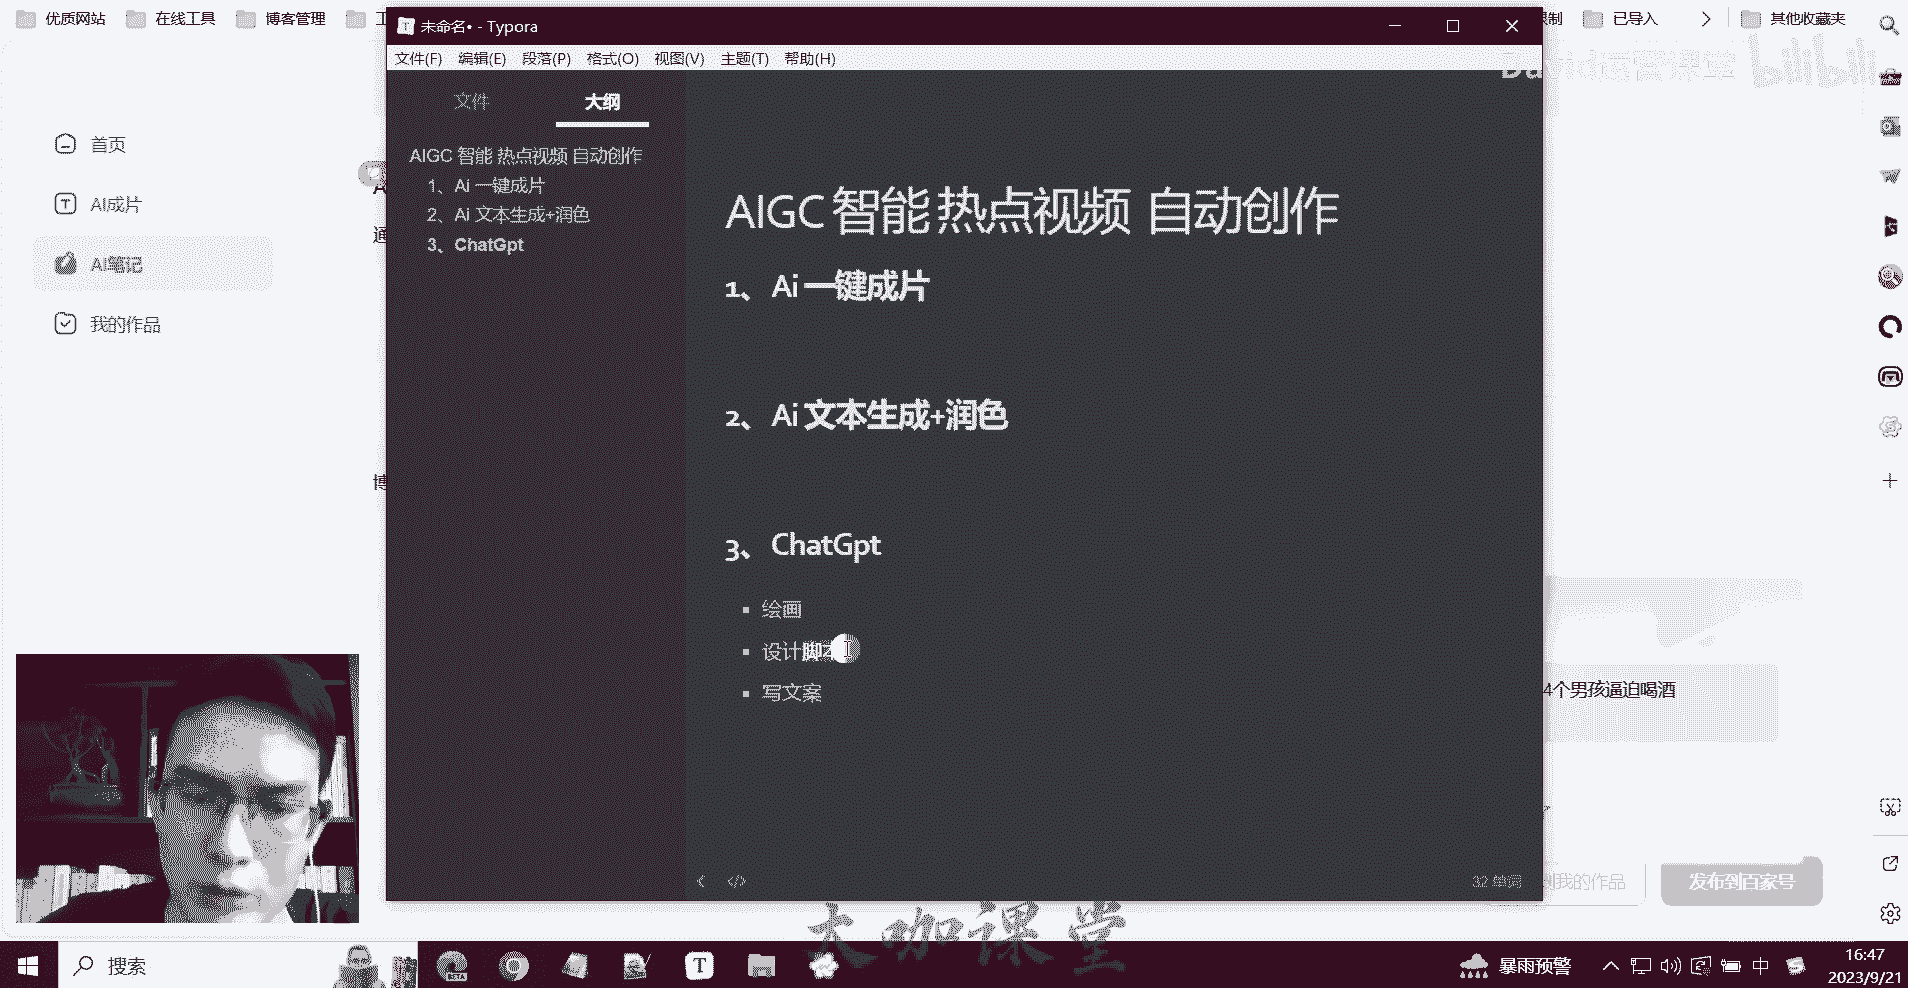 优质网站
在线工具
博客管理
已导入
其他收藏夹
未命名• - Typora
文件(F) 编辑(E) 段落(P) 格式(O) 视图(V) 主题(T) 帮助(H)
bilibili
首页
AI成片
AI笔记
我的作品
文件
大纲
AIGC 智能 热点视频 自动创作
1、Ai 一键成片
2、Ai 文本生成+润色
3、ChatGpt
AIGC 智能 热点视频 自动创作
1、 Ai 一键成片
2、 Ai 文本生成+润色
3、 ChatGpt
绘画
设计脚本
写文案
4个男孩逼迫喝酒
32 单词
到我的作品
发布到百家号
大咖课堂
搜索
BETA
T
暴雨预警
中
16:47
2023/9/21